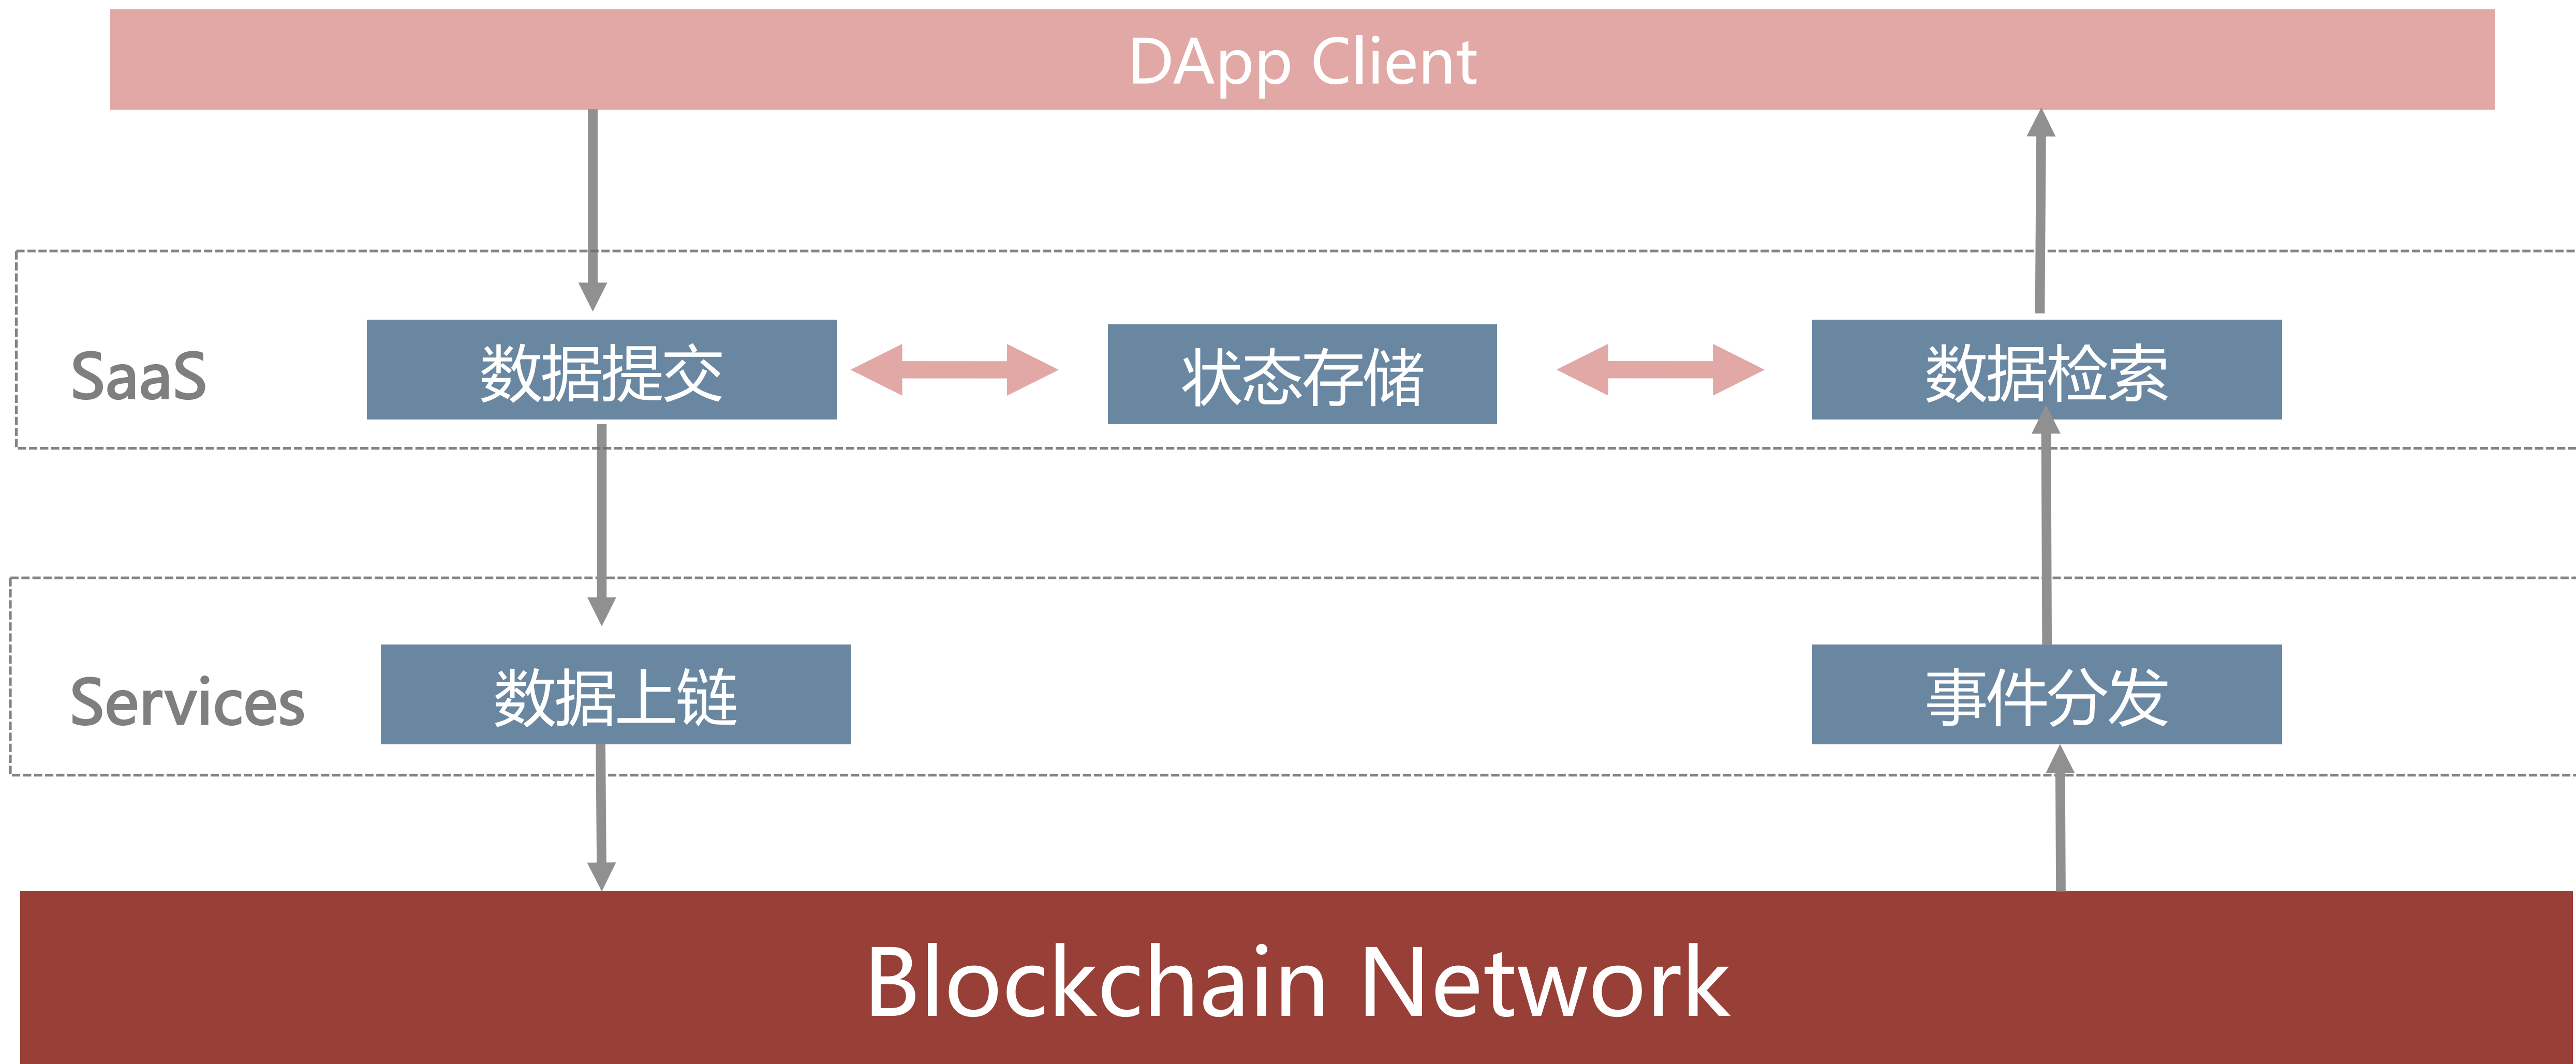 DApp Client
SaaS
数据提交
状态存储
数据检索
Services
数据上链
事件分发
Blockchain Network